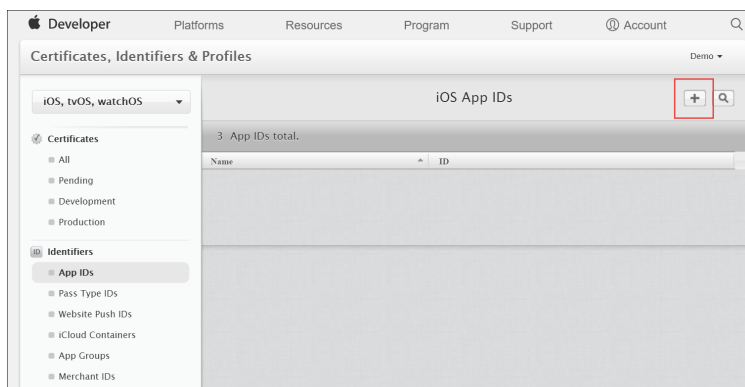 Developer Platforms Resources Program Support Account
Certificates, Identifiers & Profiles Demo
iOS, tvOS, watchOS
iOS App IDs
3 App IDs total.
Name ID
Certificates
All
Pending
Development
Production
ID Identifiers
App IDs
Pass Type IDs
Website Push IDs
iCloud Containers
App Groups
Merchant IDs